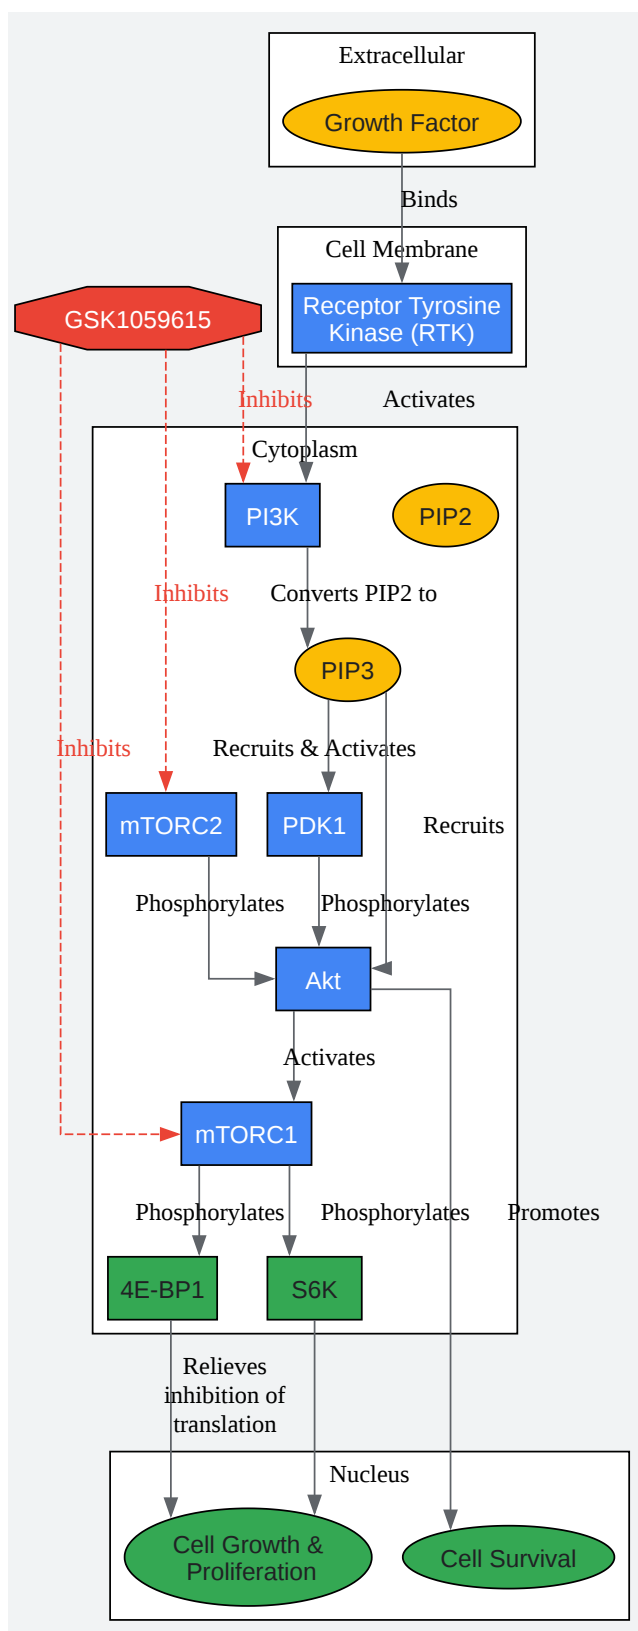 Extracellular
Growth Factor
Binds
Cell Membrane
Receptor Tyrosine
Kinase (RTK)
GSK1059615
Inhibits
Activates
Cytoplasm
PI3K
PIP2
Inhibits
Converts PIP2 to
PIP3
Inhibits
Recruits & Activates
mTORC2
PDK1
Recruits
Phosphorylates
Phosphorylates
Akt
Activates
mTORC1
Phosphorylates
Phosphorylates
Promotes
4E-BP1
S6K
Relieves
inhibition of
translation
Nucleus
Cell Growth &
Proliferation
Cell Survival